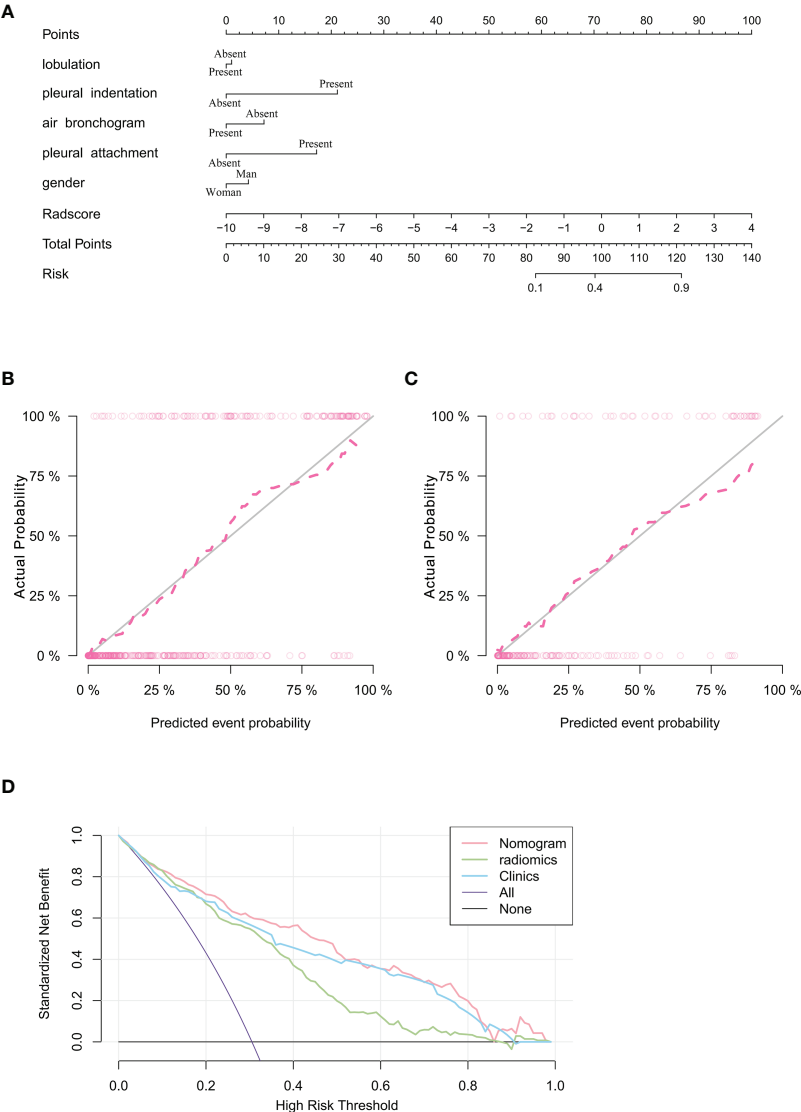 A
Points
0 10 20 30 40 50 60 70 80 90 100
lobulation
Absent
Present
pleural indentation
Present
Absent
air bronchogram
Absent
Present
pleural attachment
Present
Absent
gender
Man
Woman
Radscore
−10 −9 −8 −7 −6 −5 −4 −3 −2 −1 0 1 2 3 4
Total Points
0 10 20 30 40 50 60 70 80 90 100 110 120 130 140
Risk
0.1 0.4 0.9
B
100 %
75 %
50 %
25 %
0 %
Actual Probability
0 % 25 % 50 % 75 % 100 %
Predicted event probability
C
100 %
75 %
50 %
25 %
0 %
Actual Probability
0 % 25 % 50 % 75 % 100 %
Predicted event probability
D
1.0
0.8
0.6
0.4
0.2
0.0
Standardized Net Benefit
Nomogram
radiomics
Clinics
All
None
0.0 0.2 0.4 0.6 0.8 1.0
High Risk Threshold